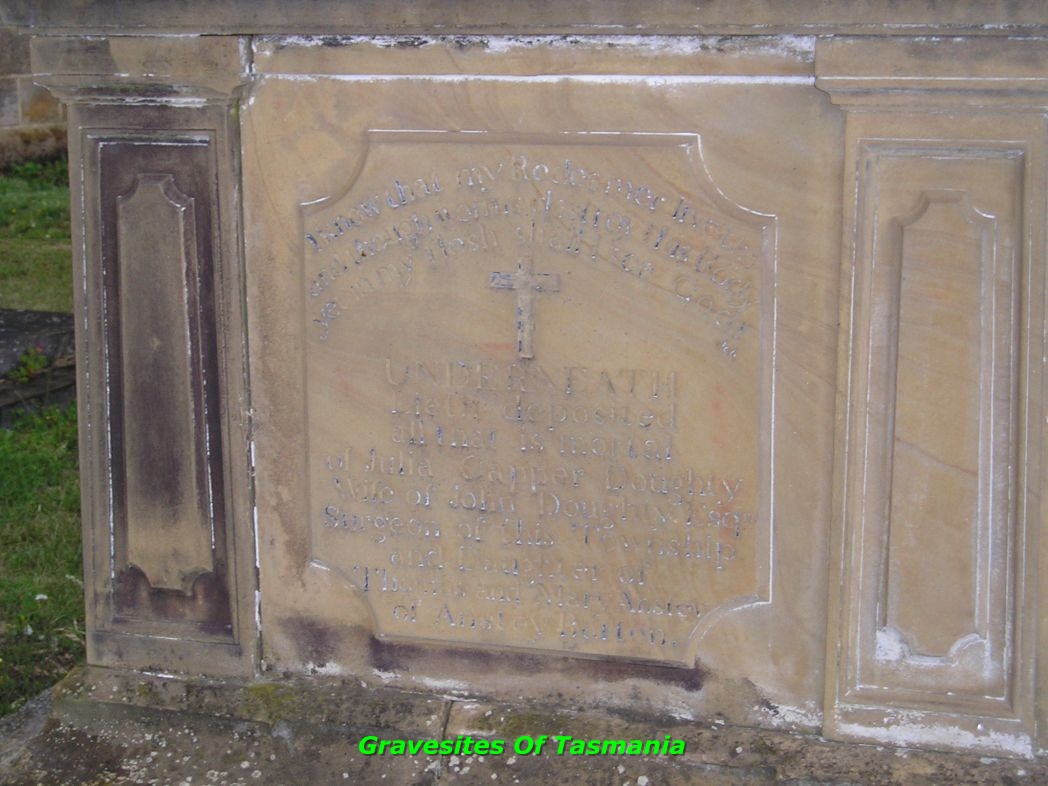 I know that my Redeemer liveth
and though worms destroy this Body
ye in my flesh shall I see God."
UNDERNEATH
Lieth deposited
all that is mortal
of Julia Capper Doughty
Wife of John Doughty Esqr
Surgeon of this Township
and Daughter of
Thomas and Mary Anstey
of Anstey Barton.
Gravesites Of Tasmania